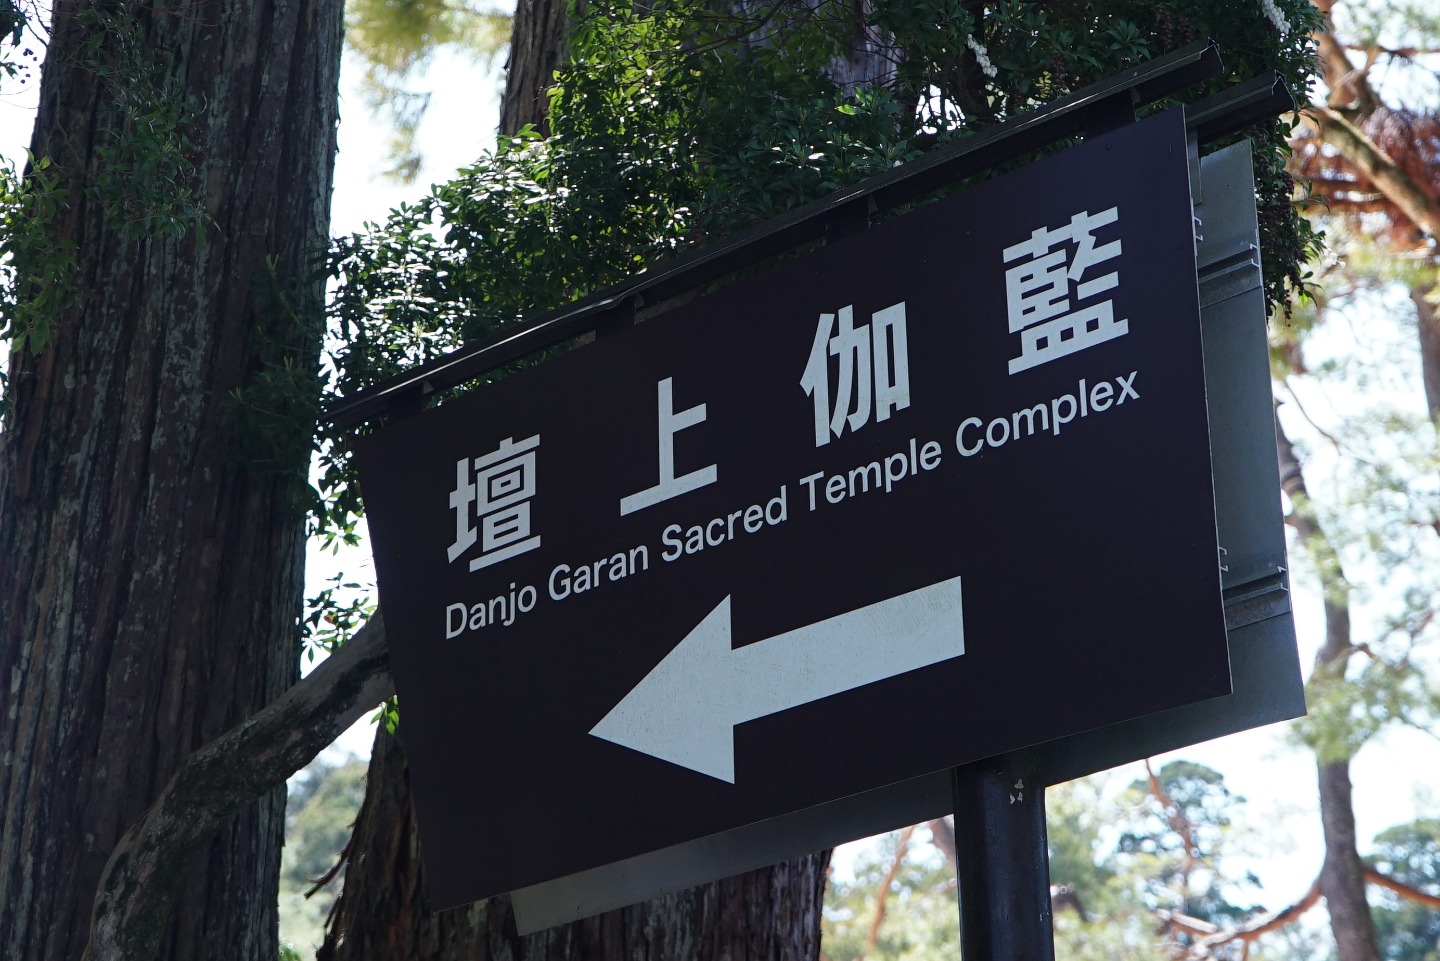 壇上伽藍
Danjo Garan Sacred Temple Complex